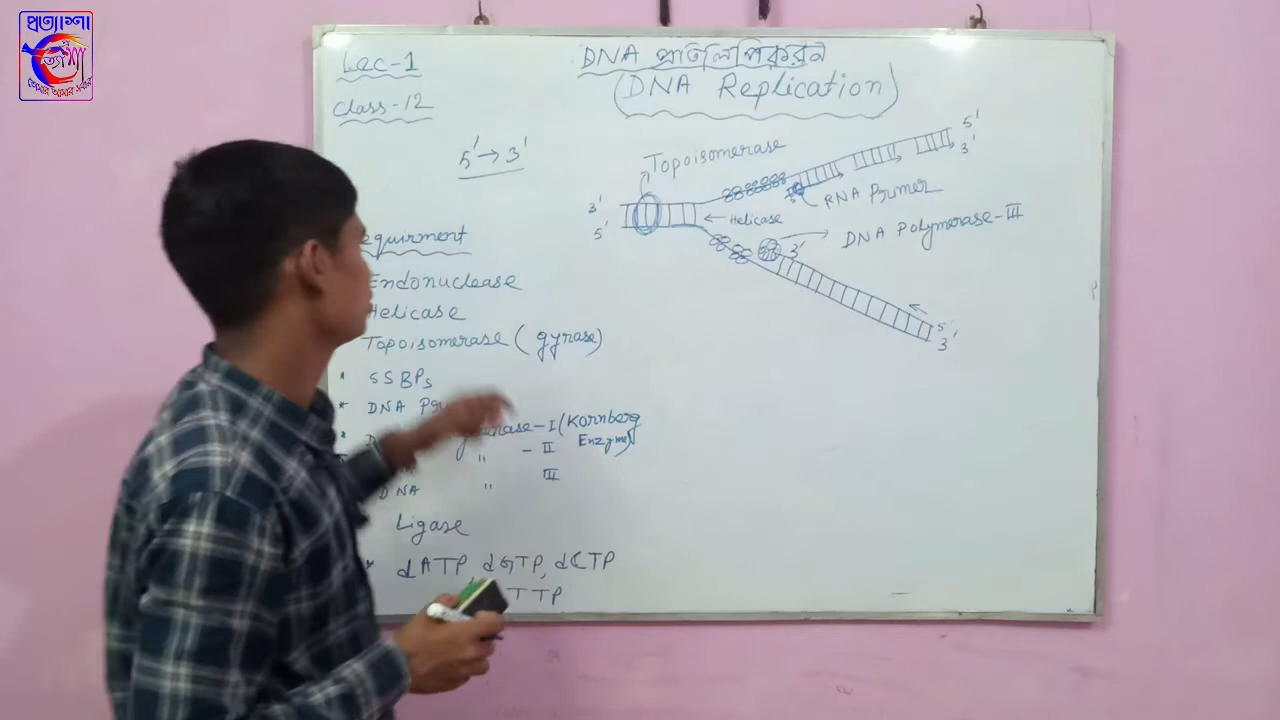 প্রত্যাশা
Lec-1
Class-12
DNA প্রতিলিপিকরন
(DNA Replication)
5' → 3'
Topoisomerase
5'
3'
RNA Primer
3'
5'
← Helicase
DNA Polymerase-III
3'
5'
3'
equirment
Endonuclease
Helicase
Topoisomerase (gyrase)
* SSBPs
* DNA
* -I (Kornberg Enzyme)
" - II
DNA " III
Ligase
* dATP, dGTP, dCTP
TTP